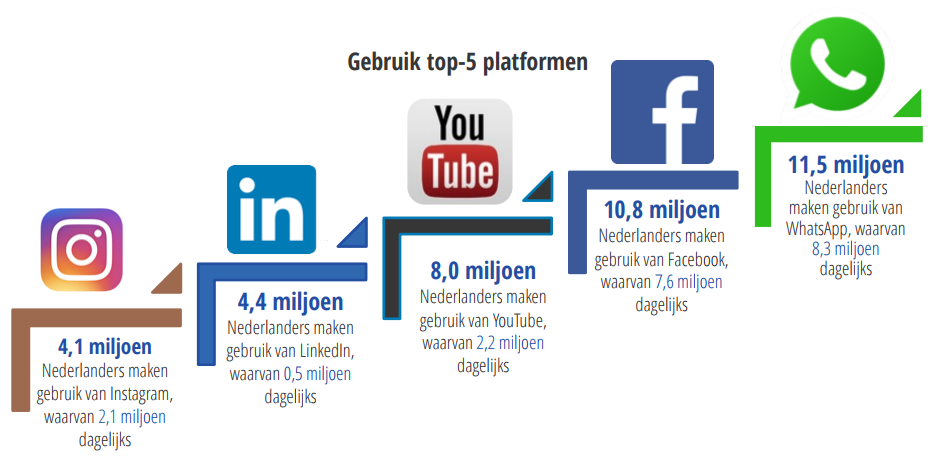 Gebruik top-5 platformen
4,1 miljoen
Nederlanders maken
gebruik van Instagram,
waarvan 2,1 miljoen
dagelijks
in
4,4 miljoen
Nederlanders maken
gebruik van LinkedIn,
waarvan 0,5 miljoen
dagelijks
You
Tube
8,0 miljoen
Nederlanders maken
gebruik van YouTube,
waarvan 2,2 miljoen
dagelijks
f
10,8 miljoen
Nederlanders maken
gebruik van Facebook,
waarvan 7,6 miljoen
dagelijks
11,5 miljoen
Nederlanders
maken gebruik van
WhatsApp, waarvan
8,3 miljoen
dagelijks